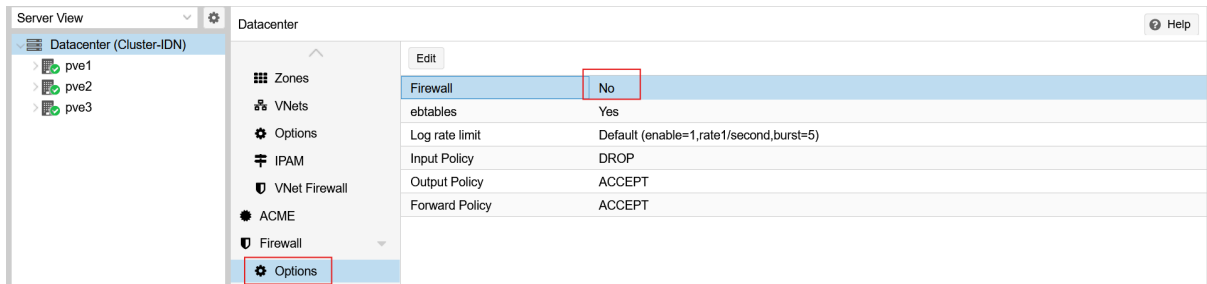 Server View
Datacenter (Cluster-IDN)
pve1
pve2
pve3
Datacenter
Help
Zones
VNets
Options
IPAM
VNet Firewall
ACME
Firewall
Options
Edit
Firewall No
ebtables Yes
Log rate limit Default (enable=1,rate1/second,burst=5)
Input Policy DROP
Output Policy ACCEPT
Forward Policy ACCEPT